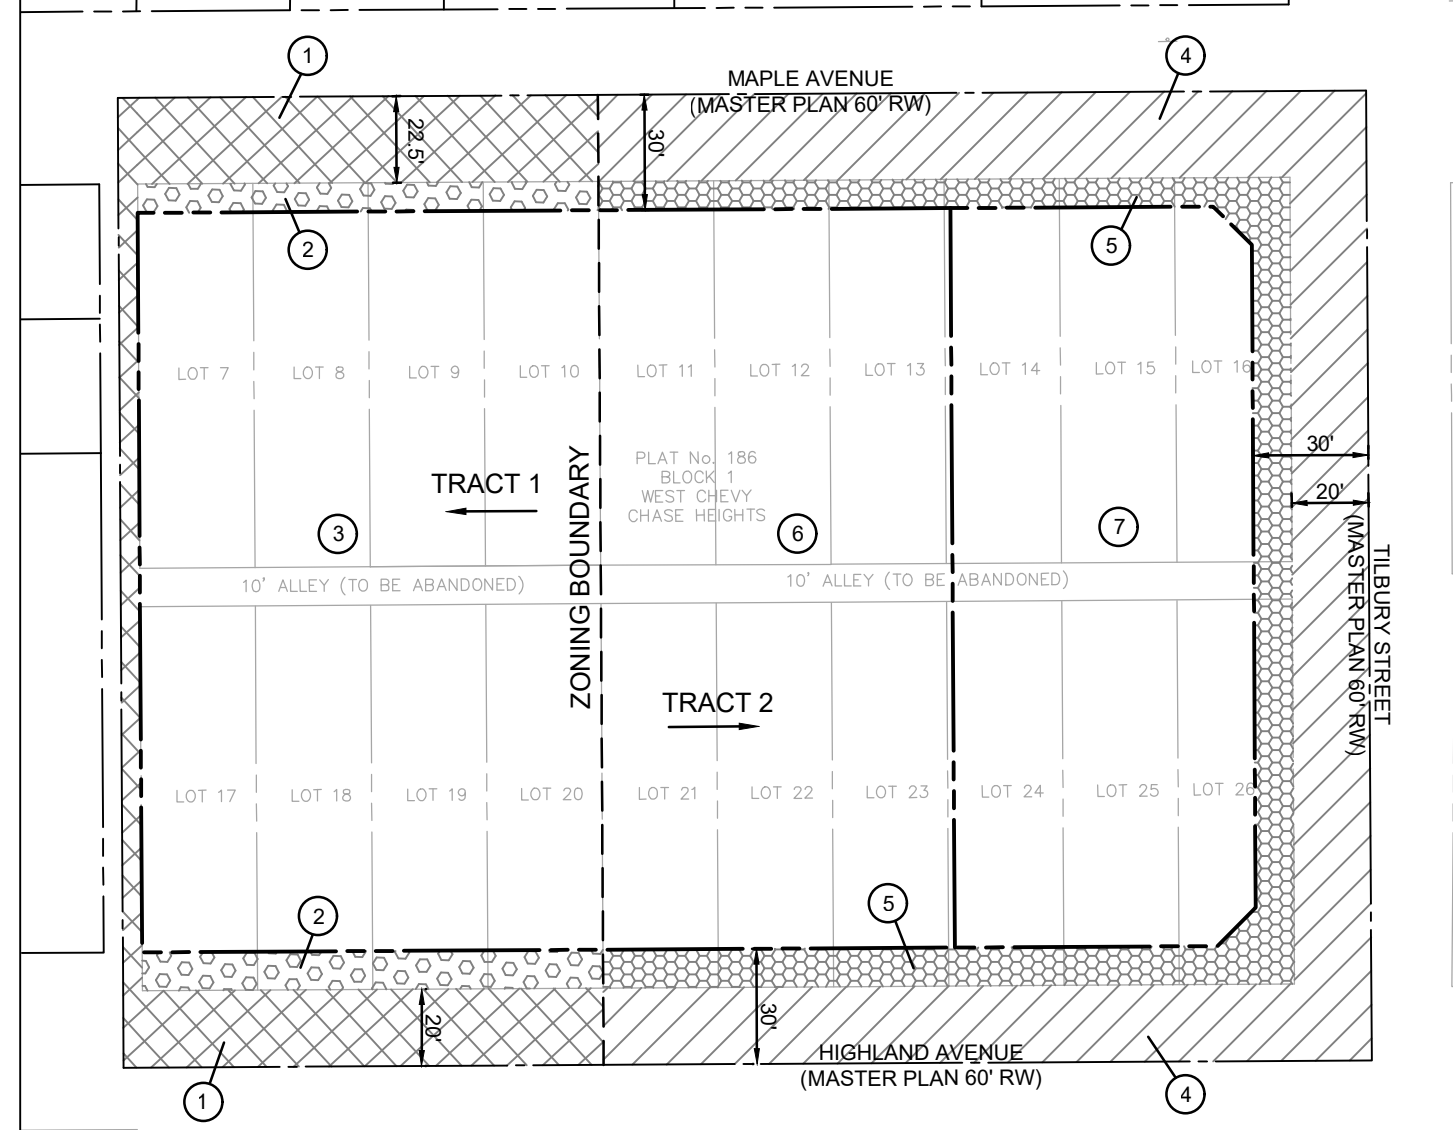 1
4
MAPLE AVENUE
(MASTER PLAN 60' RW)
22.5'
30'
2
5
LOT 7
LOT 8
LOT 9
LOT 10
LOT 11
LOT 12
LOT 13
LOT 14
LOT 15
LOT 16
30'
20'
PLAT No. 186
BLOCK 1
WEST CHEVY
CHASE HEIGHTS
TRACT 1
ZONING BOUNDARY
3
6
7
TILBURY STREET
(MASTER PLAN 60' RW)
10' ALLEY (TO BE ABANDONED)
10' ALLEY (TO BE ABANDONED)
TRACT 2
LOT 17
LOT 18
LOT 19
LOT 20
LOT 21
LOT 22
LOT 23
LOT 24
LOT 25
LOT 26
2
5
20'
30'
HIGHLAND AVENUE
(MASTER PLAN 60' RW)
1
4